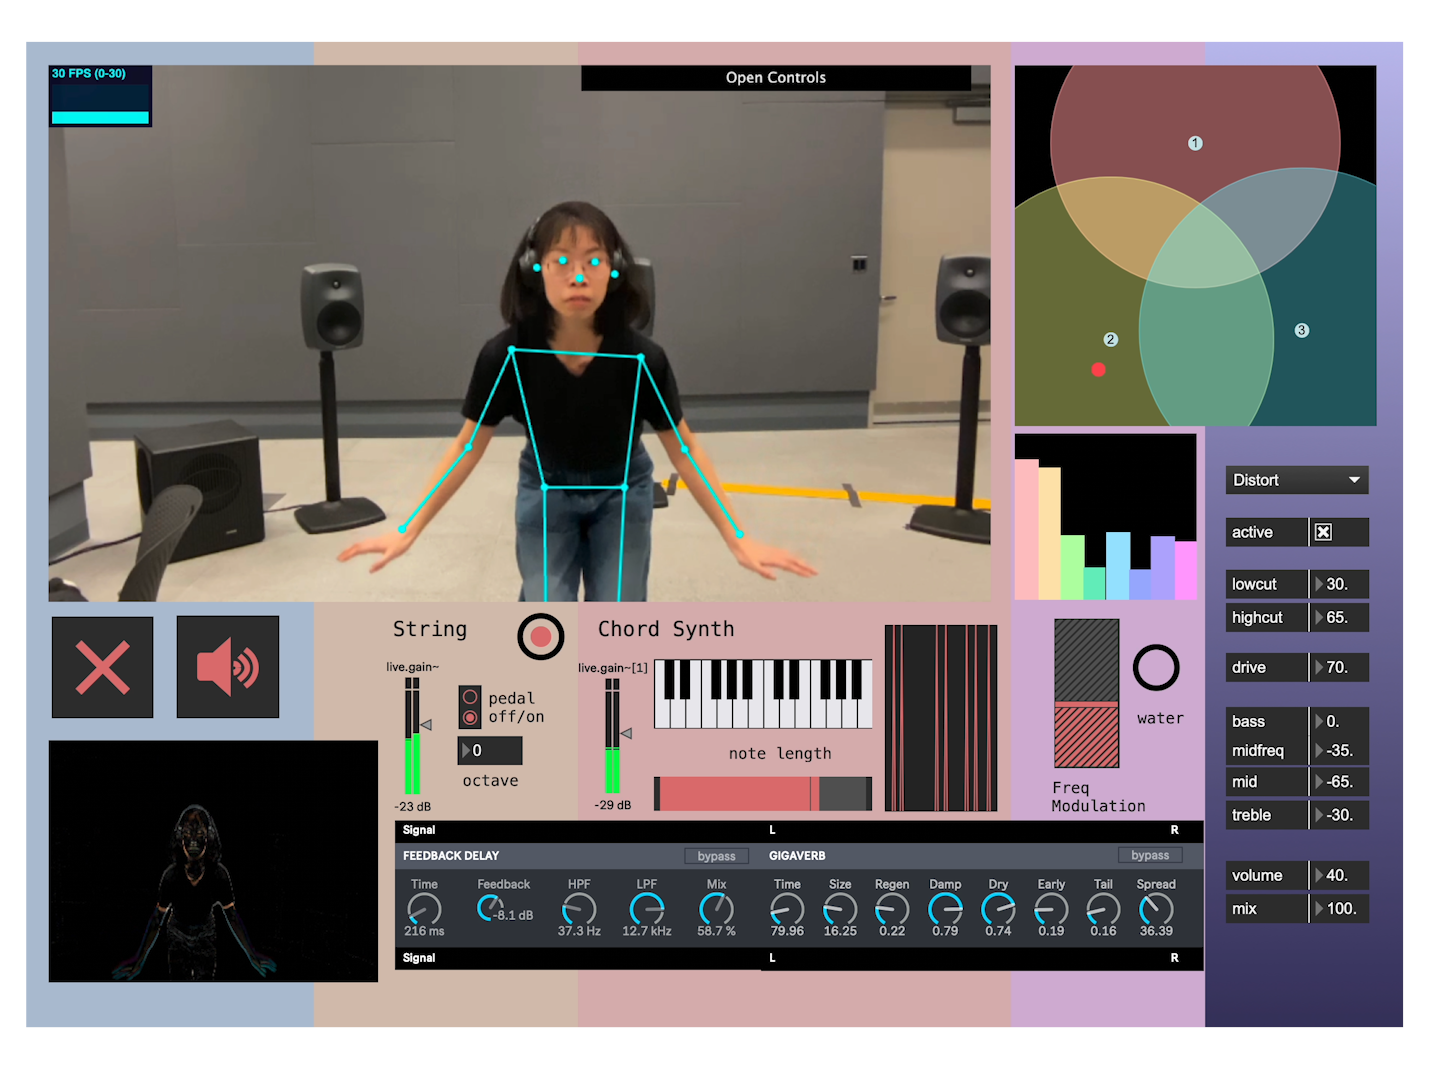 30 FPS (0-30)
Open Controls
1
2
3
Distort
active
lowcut 30.
highcut 65.
drive 70.
bass 0.
midfreq -35.
mid -65.
treble -30.
volume 40.
mix 100.
String
live.gain~
pedal
off/on
0
octave
-23 dB
Chord Synth
live.gain~[1]
note length
-29 dB
water
Freq
Modulation
Signal L R
FEEDBACK DELAY bypass GIGAVERB bypass
Time Feedback HPF LPF Mix Time Size Regen Damp Dry Early Tail Spread
216 ms -8.1 dB 37.3 Hz 12.7 kHz 58.7 % 79.96 16.25 0.22 0.79 0.74 0.19 0.16 36.39
Signal L R